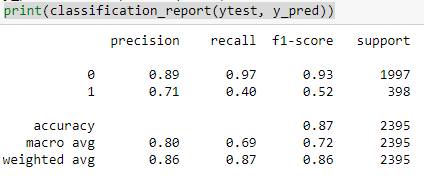 print(classification_report(ytest, y_pred))
precision recall f1-score support
0 0.89 0.97 0.93 1997
1 0.71 0.40 0.52 398
accuracy 0.87 2395
macro avg 0.80 0.69 0.72 2395
weighted avg 0.86 0.87 0.86 2395